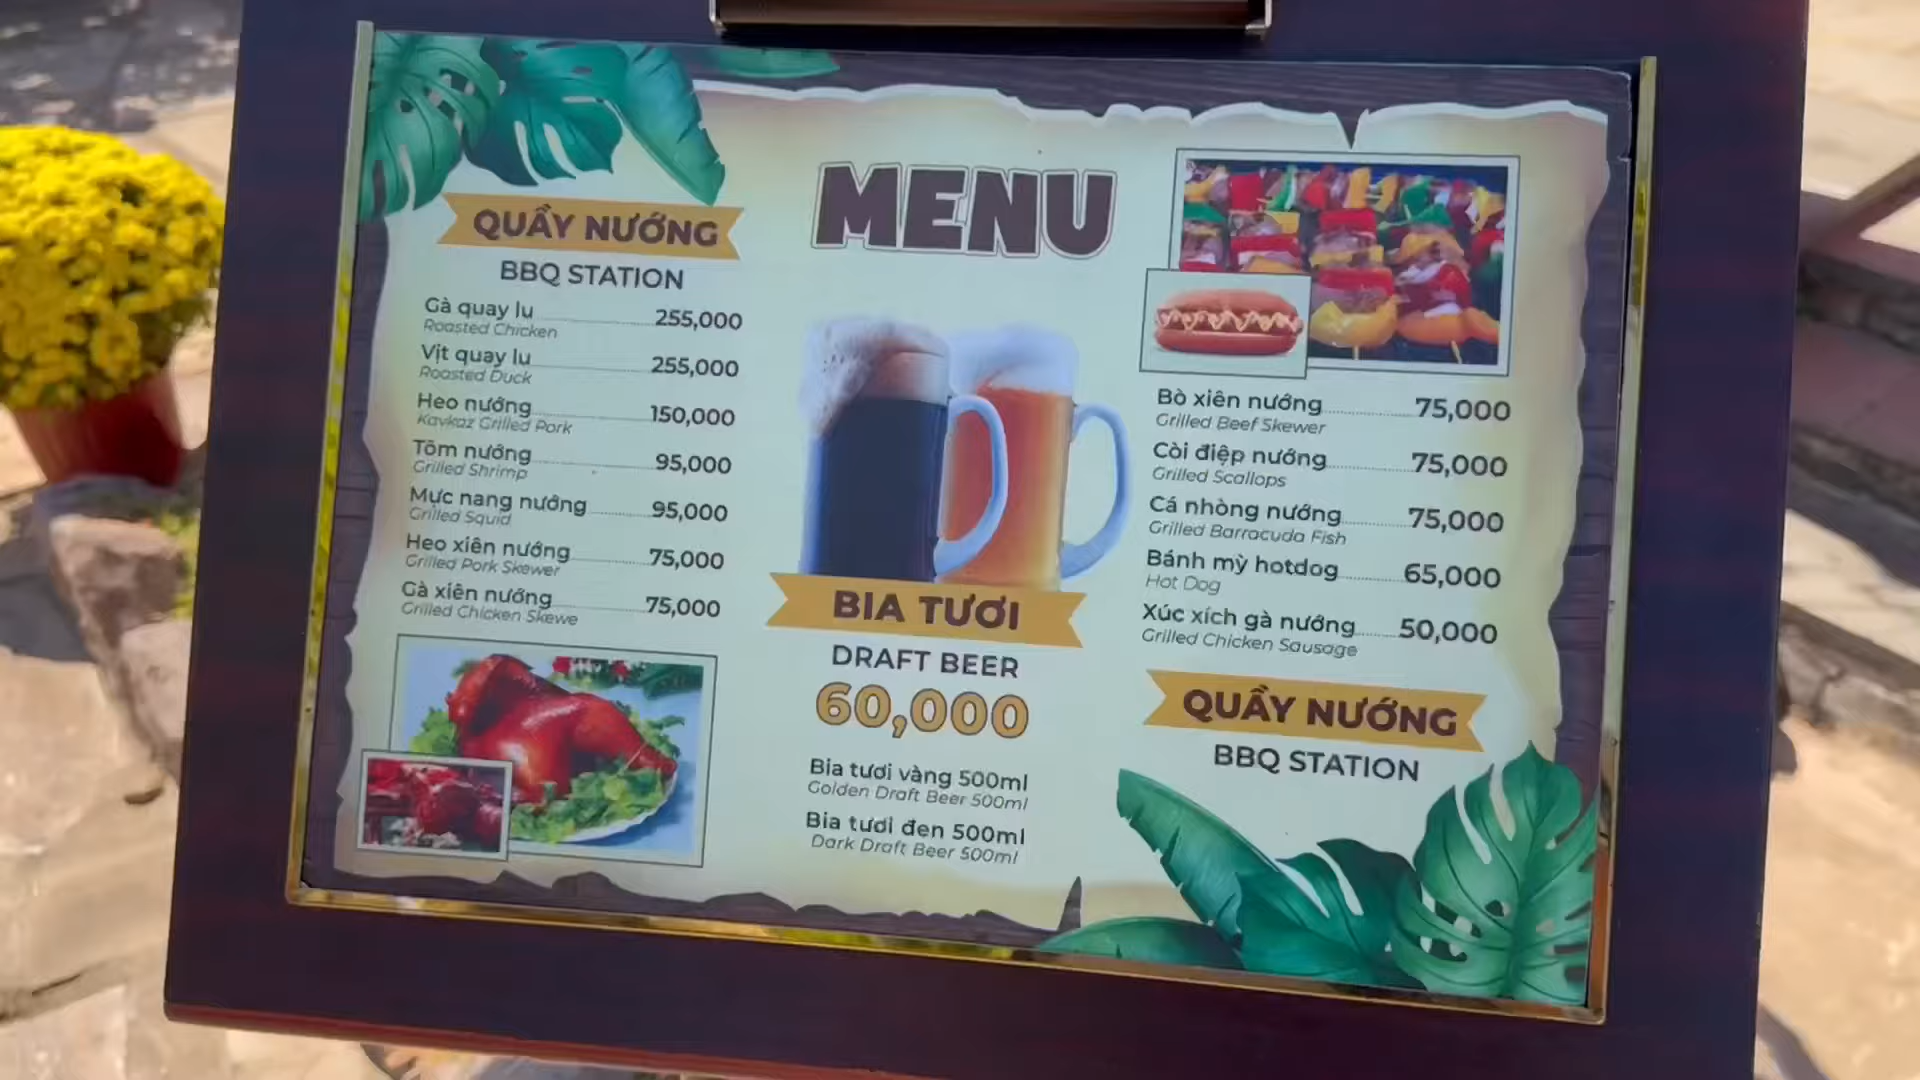 MENU
QUẦY NƯỚNG
BBQ STATION
Gà quay lu 255,000
Roasted Chicken
Vịt quay lu 255,000
Roasted Duck
Heo nướng 150,000
Kavkaz Grilled Pork
Tôm nướng 95,000
Grilled Shrimp
Mực nang nướng 95,000
Grilled Squid
Heo xiên nướng 75,000
Grilled Pork Skewer
Gà xiên nướng 75,000
Grilled Chicken Skewe
BIA TƯƠI
DRAFT BEER
60,000
Bia tươi vàng 500ml
Golden Draft Beer 500ml
Bia tươi đen 500ml
Dark Draft Beer 500ml
Bò xiên nướng 75,000
Grilled Beef Skewer
Còi điệp nướng 75,000
Grilled Scallops
Cá nhòng nướng 75,000
Grilled Barracuda Fish
Bánh mỳ hotdog 65,000
Hot Dog
Xúc xích gà nướng 50,000
Grilled Chicken Sausage
QUẦY NƯỚNG
BBQ STATION